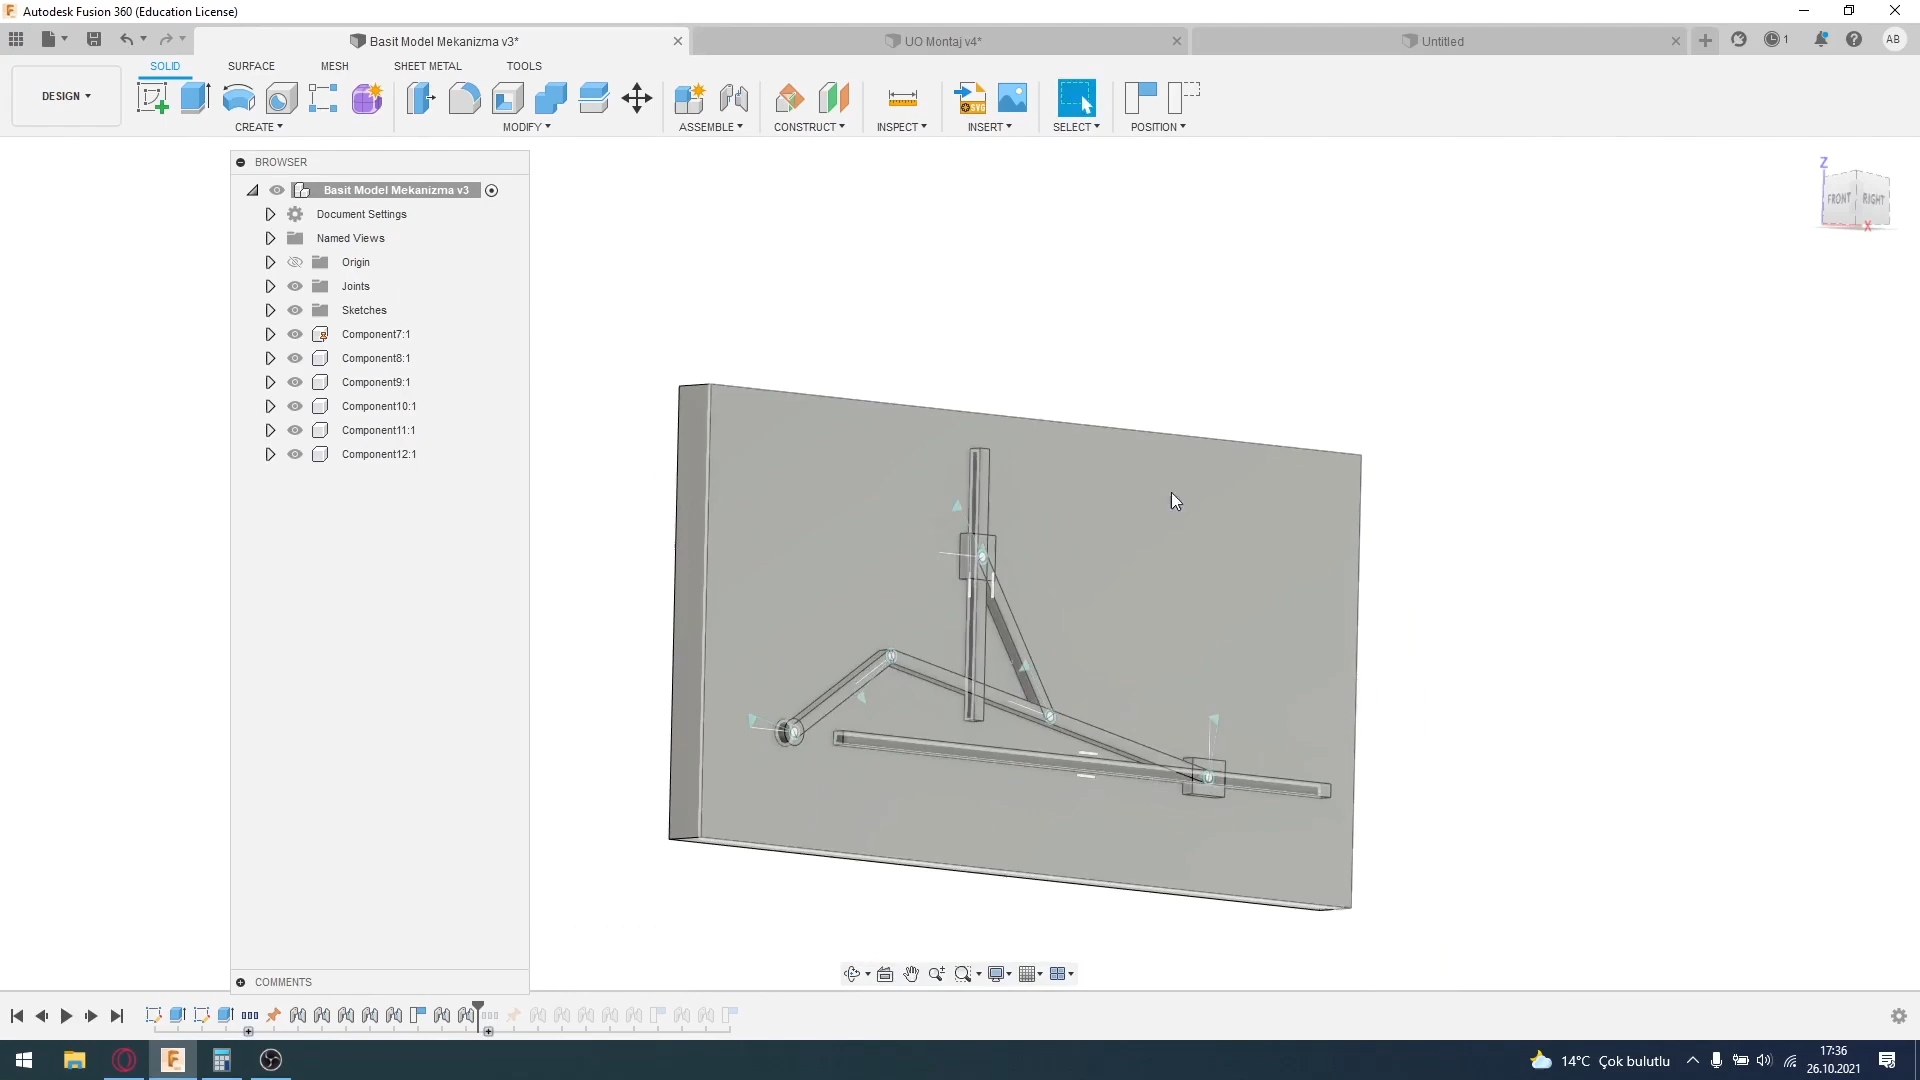 Autodesk Fusion 360 (Education License)
Basit Model Mekanizma v3*
UO Montaj v4*
Untitled
1
AB
SOLID
SURFACE
MESH
SHEET METAL
TOOLS
DESIGN
CREATE
MODIFY
ASSEMBLE
CONSTRUCT
INSPECT
INSERT
SELECT
POSITION
SVG
BROWSER
Basit Model Mekanizma v3
Document Settings
Named Views
Origin
Joints
Sketches
Component7:1
Component8:1
Component9:1
Component10:1
Component11:1
Component12:1
Z
FRONT
RIGHT
X
COMMENTS
14°C Çok bulutlu
17:36
26.10.2021